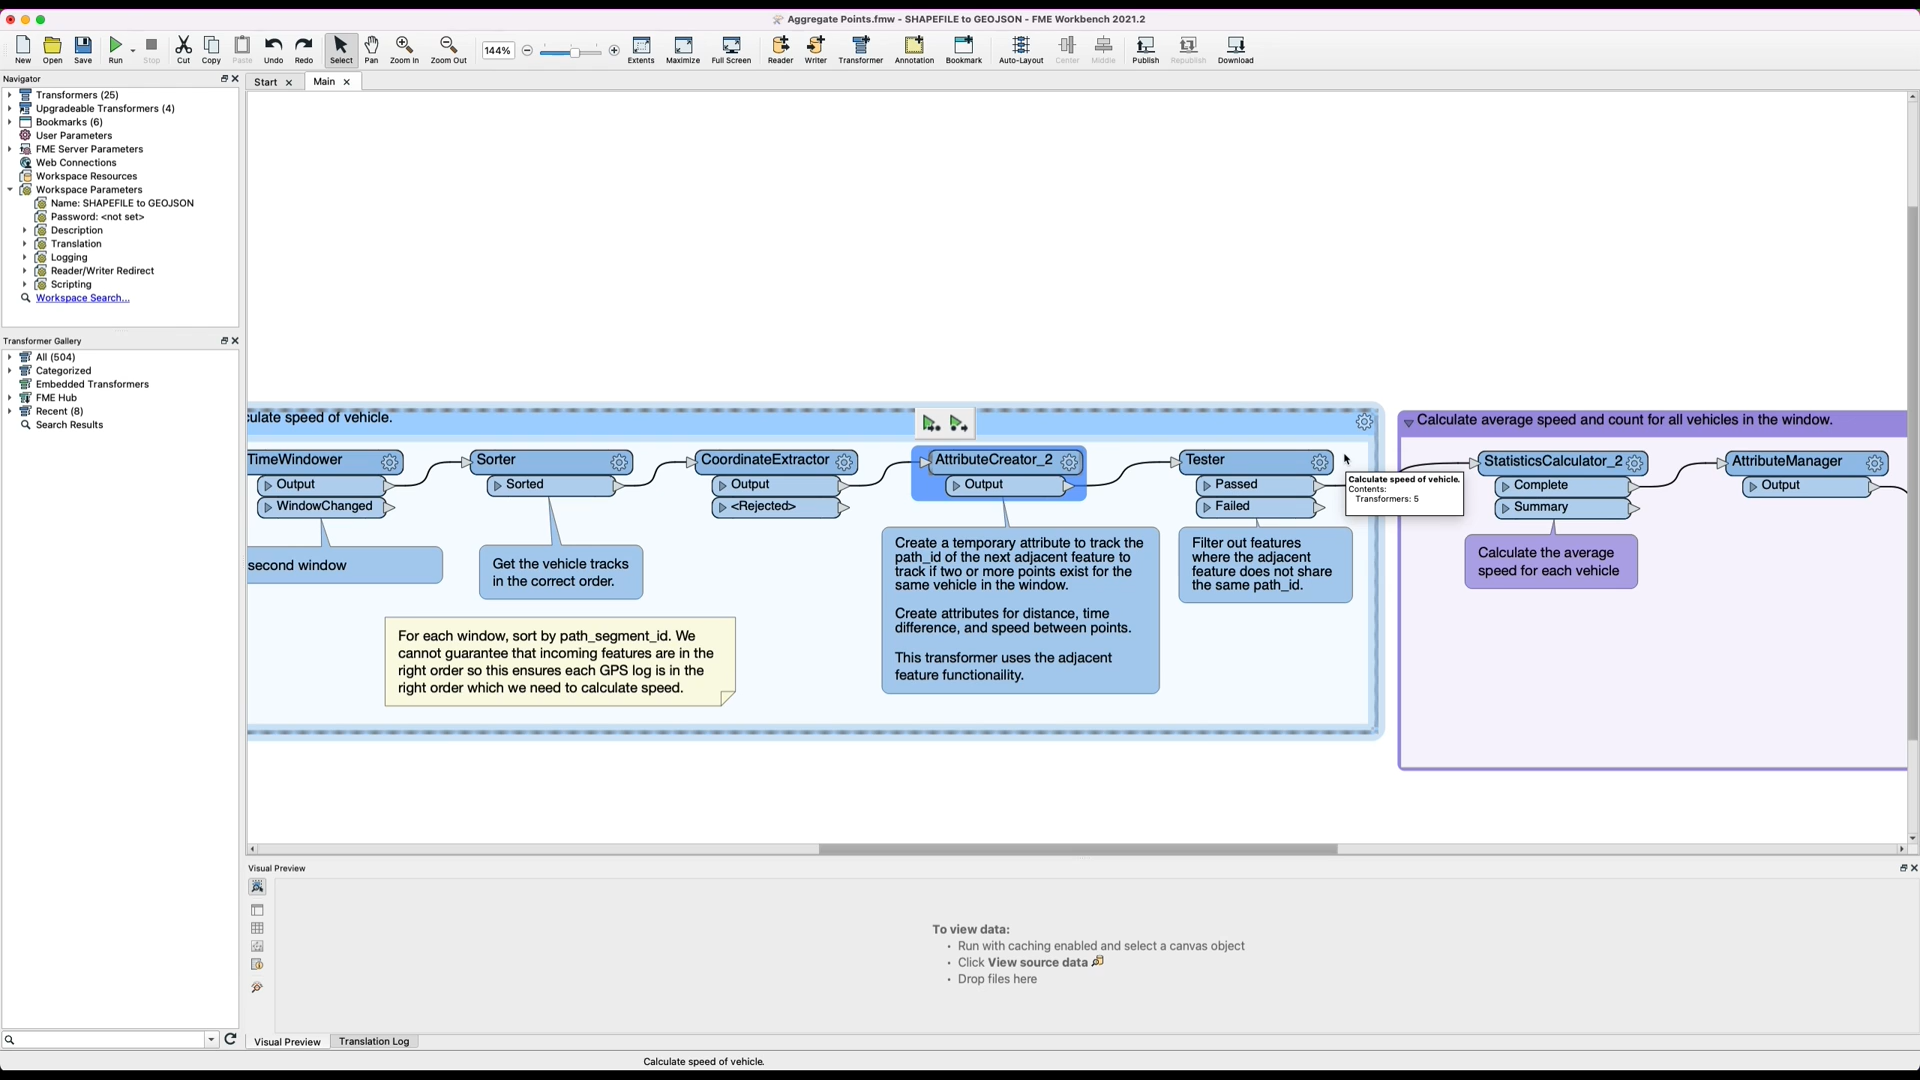 Aggregate Points.fmw - SHAPEFILE to GEOJSON - FME Workbench 2021.2
New Open Save Run Stop Cut Copy Paste Undo Redo Select Pan Zoom In Zoom Out 144% Extents Maximize Full Screen Reader Writer Transformer Annotation Bookmark Auto-Layout Center Middle Publish Republish Download
Navigator
Transformers (25)
Upgradeable Transformers (4)
Bookmarks (6)
User Parameters
FME Server Parameters
Web Connections
Workspace Resources
Workspace Parameters
Name: SHAPEFILE to GEOJSON
Password: <not set>
Description
Translation
Logging
Reader/Writer Redirect
Scripting
Workspace Search...
Transformer Gallery
All (504)
Categorized
Embedded Transformers
FME Hub
Recent (8)
Search Results
Start
Main
culate speed of vehicle.
TimeWindower
Output
WindowChanged
second window
Sorter
Sorted
Get the vehicle tracks
in the correct order.
For each window, sort by path_segment_id. We
cannot guarantee that incoming features are in the
right order so this ensures each GPS log is in the
right order which we need to calculate speed.
CoordinateExtractor
Output
<Rejected>
AttributeCreator_2
Output
Create a temporary attribute to track the
path_id of the next adjacent feature to
track if two or more points exist for the
same vehicle in the window.
Create attributes for distance, time
difference, and speed between points.
This transformer uses the adjacent
feature functionaility.
Tester
Passed
Failed
Filter out features
where the adjacent
feature does not share
the same path_id.
Calculate speed of vehicle.
Contents:
Transformers: 5
Calculate average speed and count for all vehicles in the window.
StatisticsCalculator_2
Complete
Summary
Calculate the average
speed for each vehicle
AttributeManager
Output
Visual Preview
To view data:
• Run with caching enabled and select a canvas object
• Click View source data
• Drop files here
Visual Preview
Translation Log
Calculate speed of vehicle.